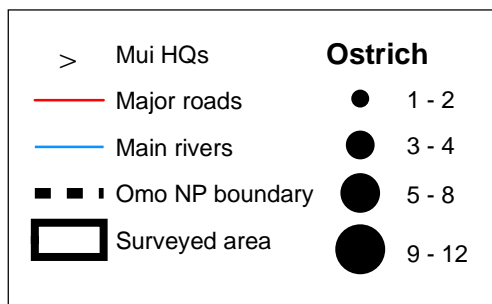 > Mui HQs
Major roads
Main rivers
Omo NP boundary
Surveyed area
Ostrich
1 - 2
3 - 4
5 - 8
9 - 12